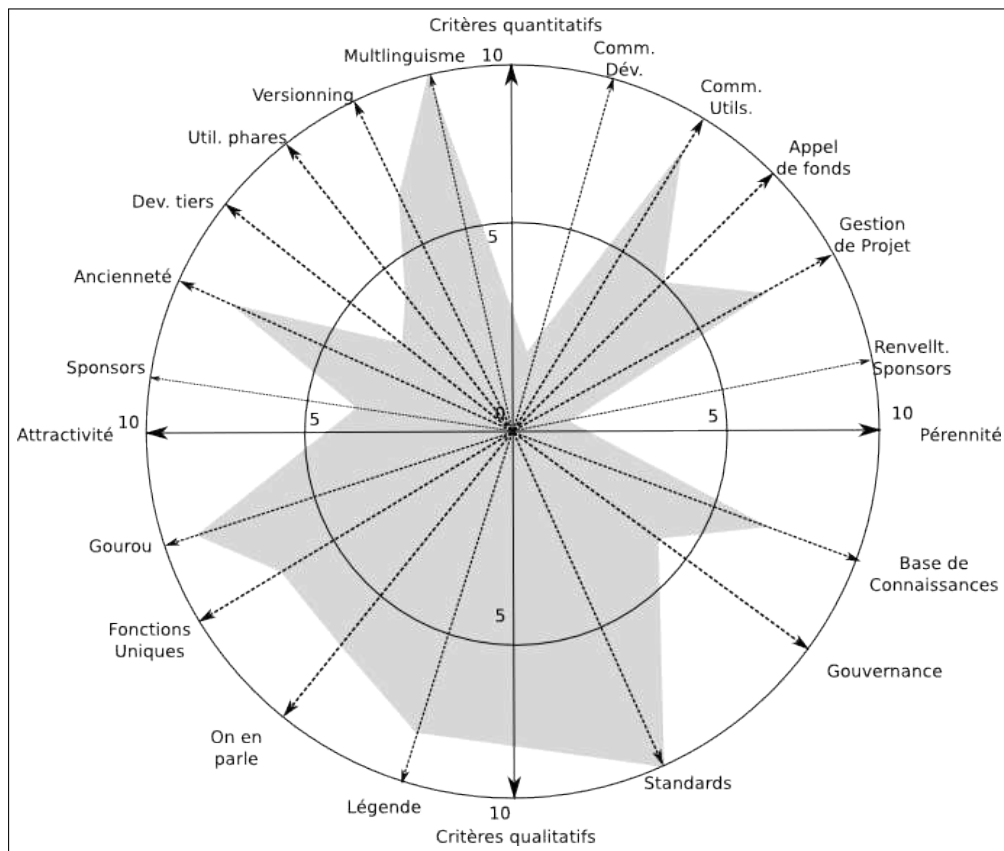 Critères quantitatifs
Multlinguisme
10
Comm.
Dév.
Versionning
Comm.
Utils.
Util. phares
Appel
de fonds
Dev. tiers
Gestion
de Projet
5
Ancienneté
Renvellt.
Sponsors
Sponsors
10
5
0
5
10
Attractivité
Pérennité
Gourou
Base de
Connaissances
5
Fonctions
Uniques
Gouvernance
On en
parle
Standards
Légende
10
Critères qualitatifs